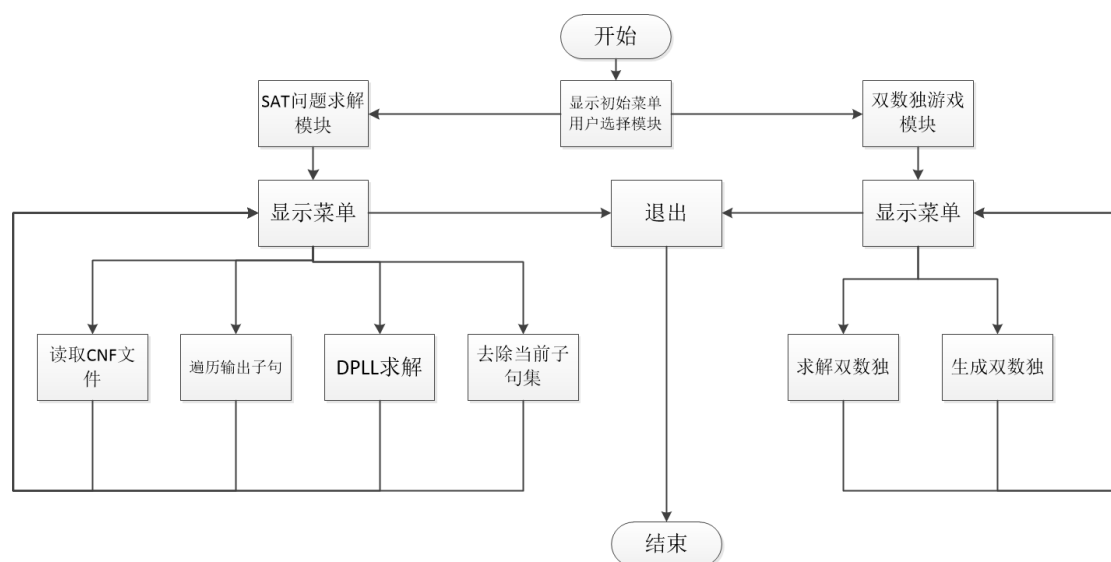 开始
SAT问题求解
模块
显示初始菜单
用户选择模块
双数独游戏
模块
显示菜单
退出
显示菜单
读取CNF文
件
遍历输出子句
DPLL求解
去除当前子
句集
求解双数独
生成双数独
结束